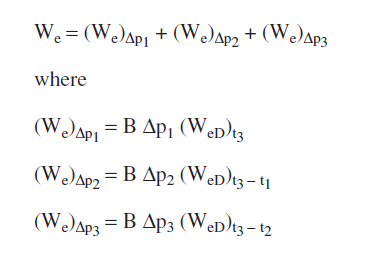 Wₑ = (Wₑ)Δp₁ + (Wₑ)Δp₂ + (Wₑ)Δp₃
where
(Wₑ)Δp₁ = B Δp₁ (WₑD)t₃
(Wₑ)Δp₂ = B Δp₂ (WₑD)t₃ − t₁
(Wₑ)Δp₃ = B Δp₃ (WₑD)t₃ − t₂